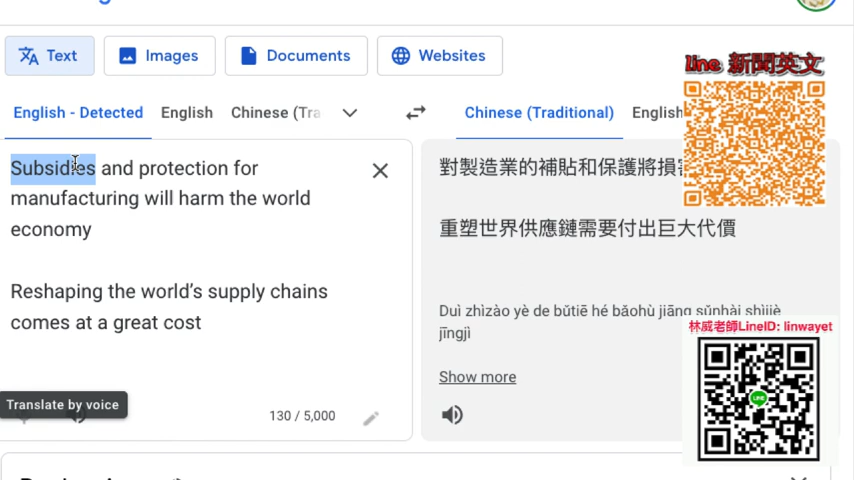 Text
Images
Documents
Websites
line 新聞英文
English - Detected
English
Chinese (Tra
Chinese (Traditional)
English
Subsidies and protection for
manufacturing will harm the world
economy
Reshaping the world's supply chains
comes at a great cost
對製造業的補貼和保護將損
重塑世界供應鏈需要付出巨大代價
Duì zhìzào yè de bǔtiē hé bǎohù jiāng sǔnhài shìjiè
jīngjì
林威老師LineID: linwayet
LINE
Show more
Translate by voice
130 / 5,000